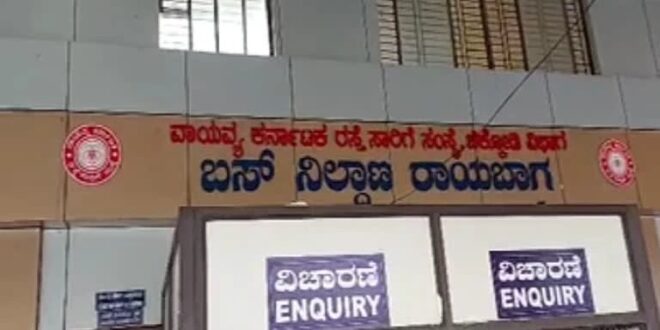 ವಾಯವ್ಯ ಕರ್ನಾಟಕ ರಸ್ತೆ ಸಾರಿಗೆ ಸಂಸ್ಥೆ, ಚಿಕ್ಕೋಡಿ ವಿಭಾಗ
ಬಸ್ ನಿಲ್ದಾಣ ರಾಯಬಾಗ
ವಿಚಾರಣೆ
ENQUIRY
ವಿಚಾರಣೆ
ENQUIRY